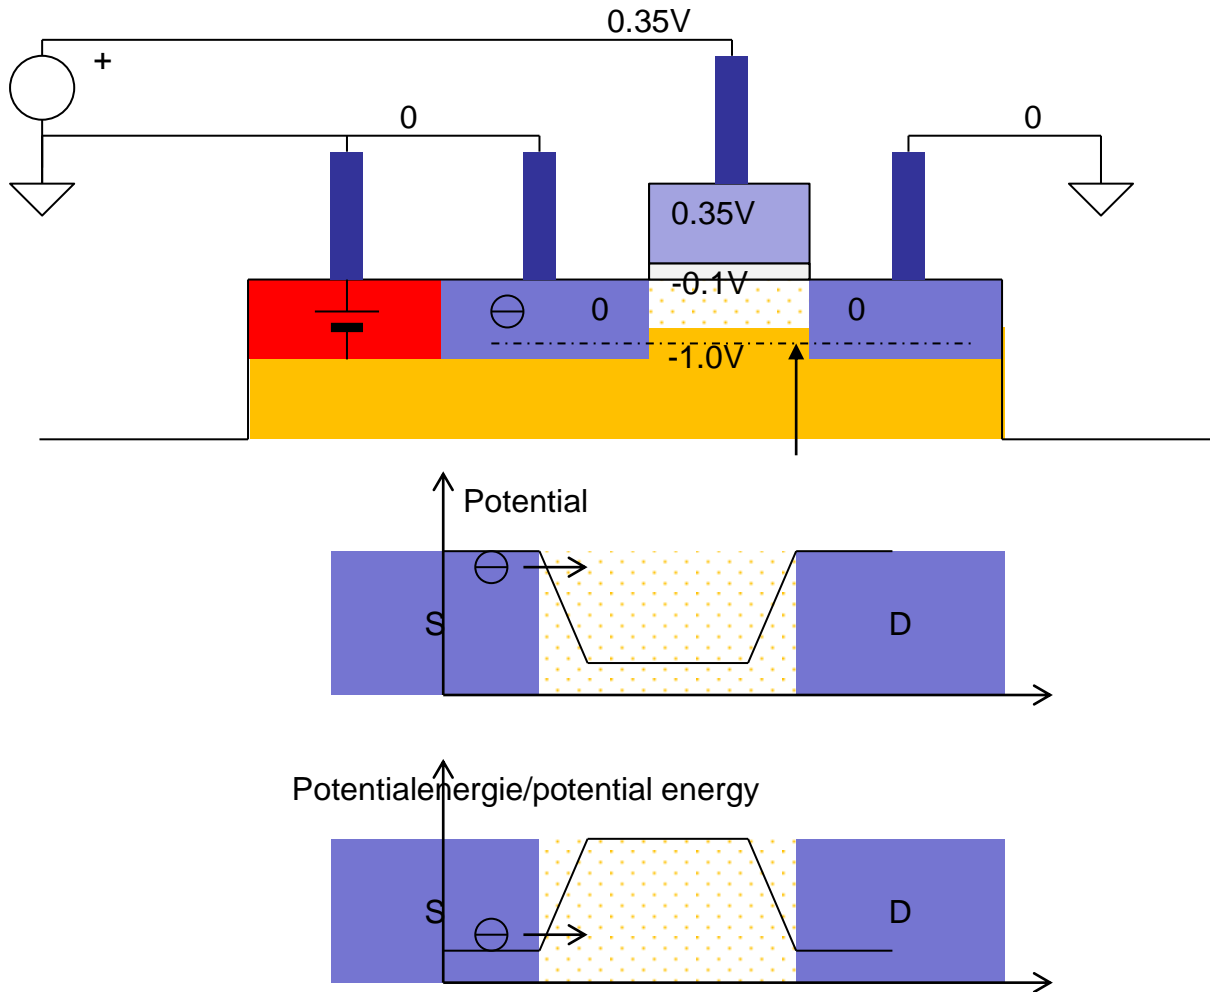 0.35V
+
0
0
0.35V
-0.1V
0
0
-1.0V
Potential
S
D
Potentialenergie/potential energy
S
D